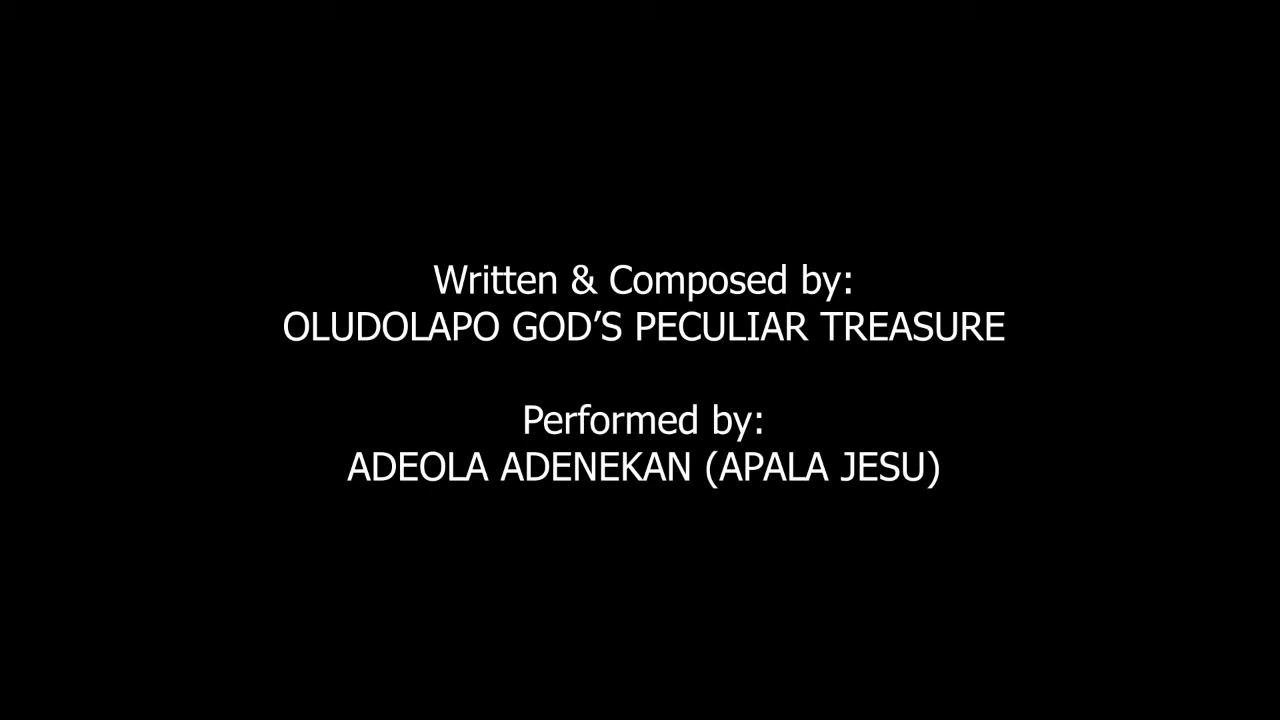 Written & Composed by:
OLUDOLAPO GOD’S PECULIAR TREASURE
Performed by:
ADEOLA ADENEKAN (APALA JESU)